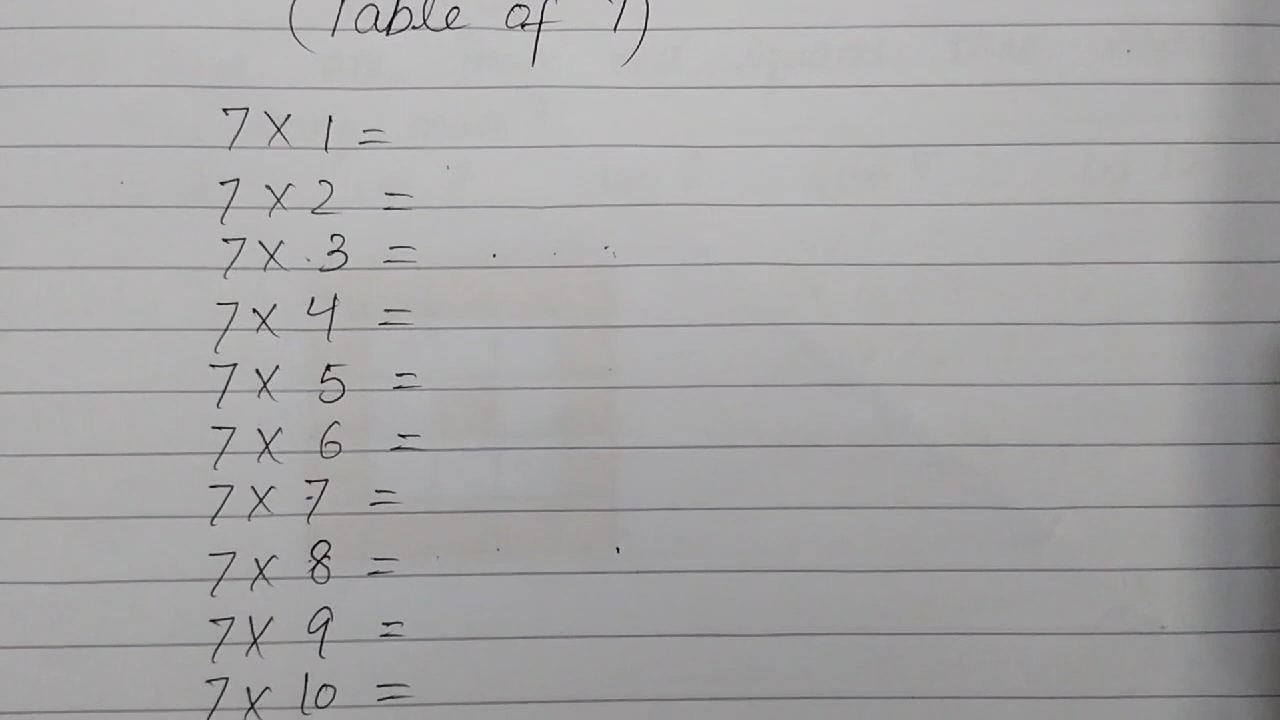 (Table of 7)
7 X 1 =
7 X 2 =
7 X 3 =
7 X 4 =
7 X 5 =
7 X 6 =
7 X 7 =
7 X 8 =
7 X 9 =
7 X 10 =